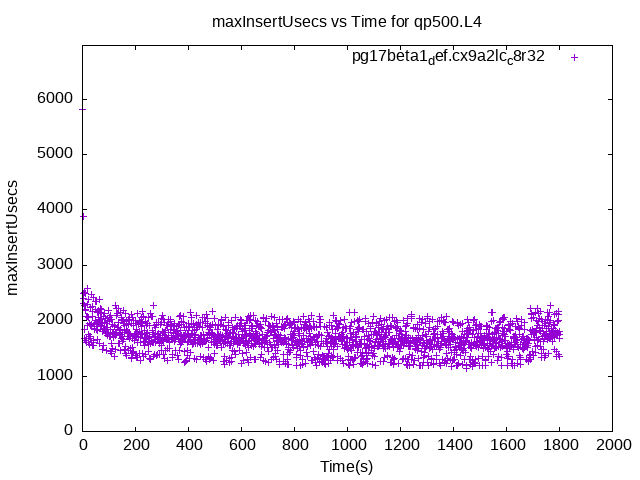 maxInsertUsecs vs Time for qp500.L4
pg17beta1def.cx9a2lcc8r32
maxInsertUsecs
6000
5000
4000
3000
2000
1000
0
0 200 400 600 800 1000 1200 1400 1600 1800 2000
Time(s)